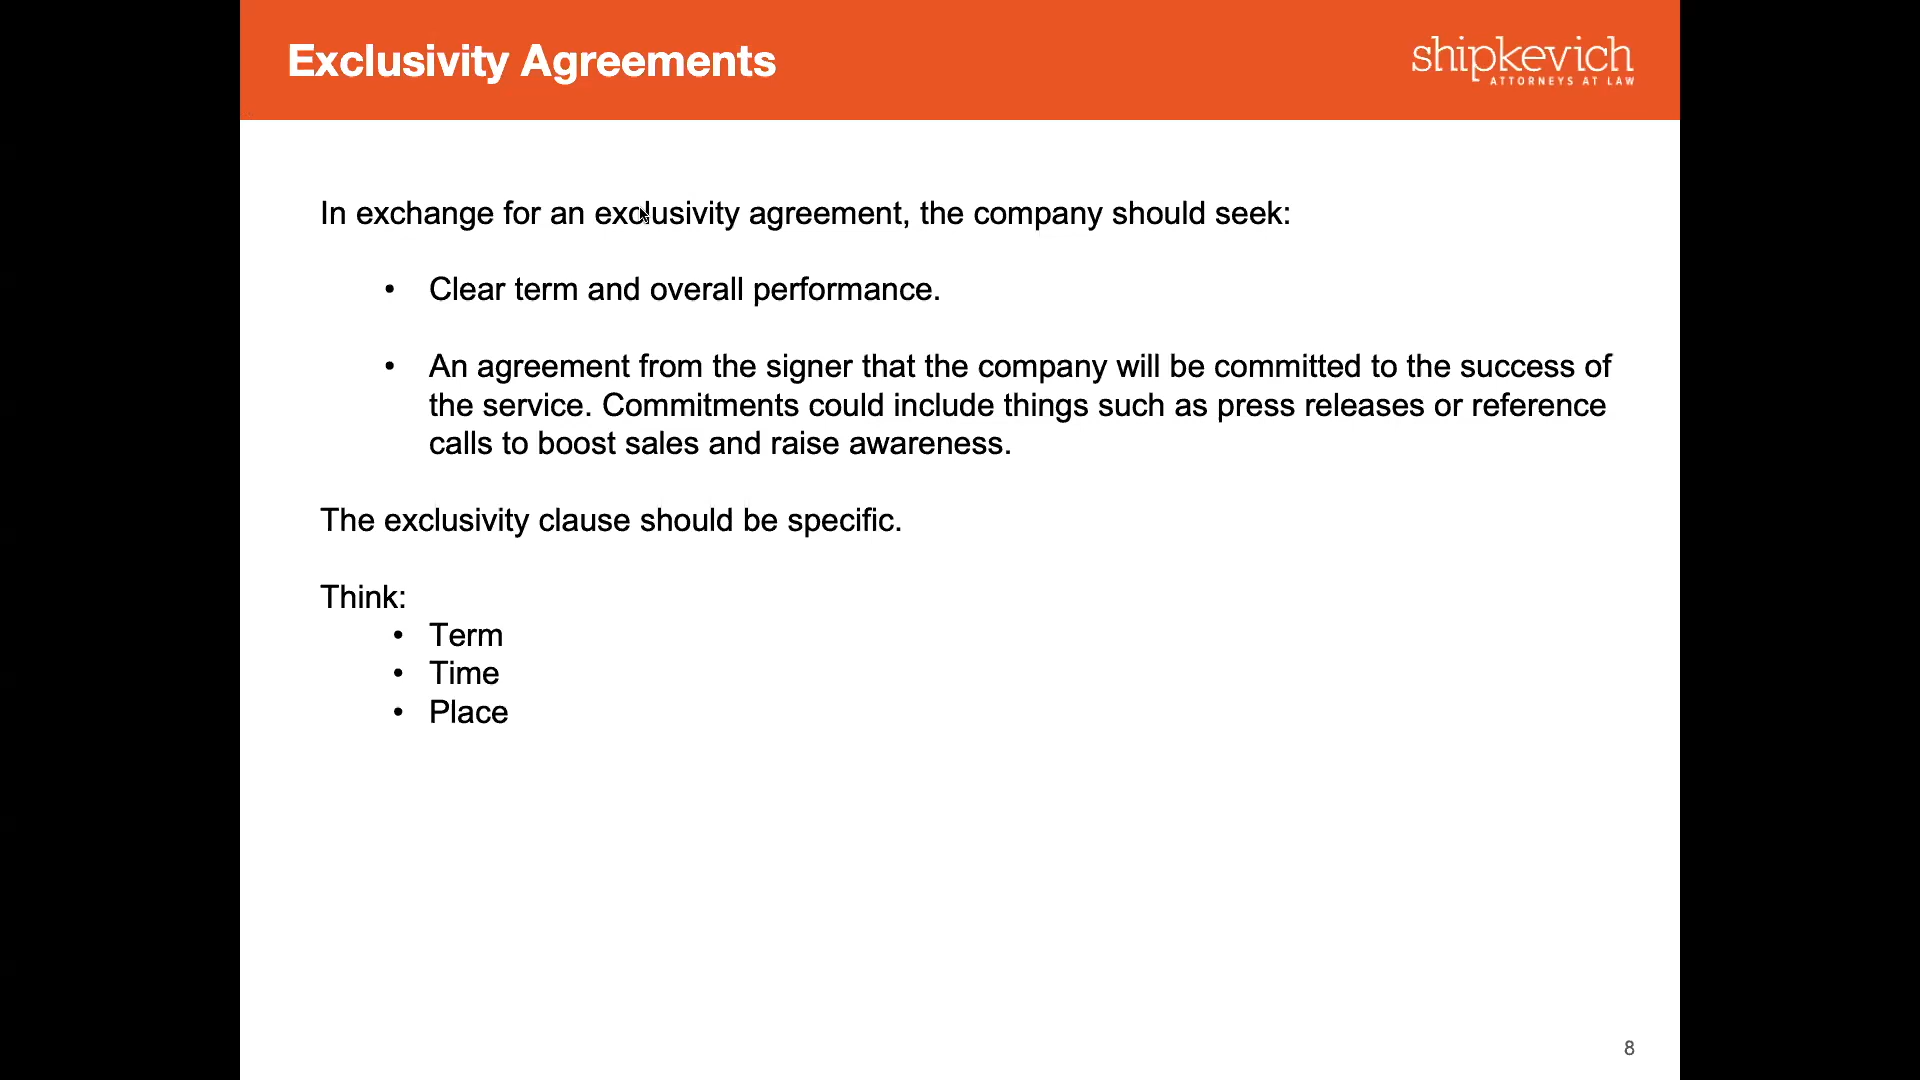 Exclusivity Agreements
shipkevich
ATTORNEYS AT LAW
In exchange for an exclusivity agreement, the company should seek:
• Clear term and overall performance.
• An agreement from the signer that the company will be committed to the success of
the service. Commitments could include things such as press releases or reference
calls to boost sales and raise awareness.
The exclusivity clause should be specific.
Think:
• Term
• Time
• Place
8